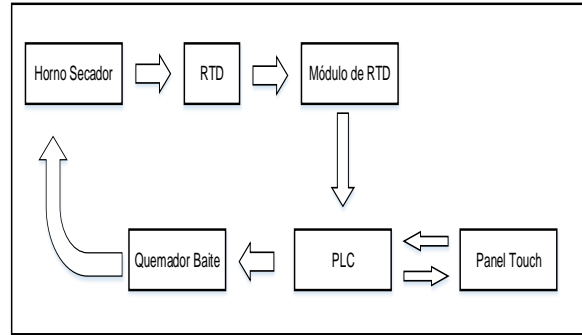 Horno Secador
RTD
Módulo de RTD
Quemador Baite
PLC
Panel Touch